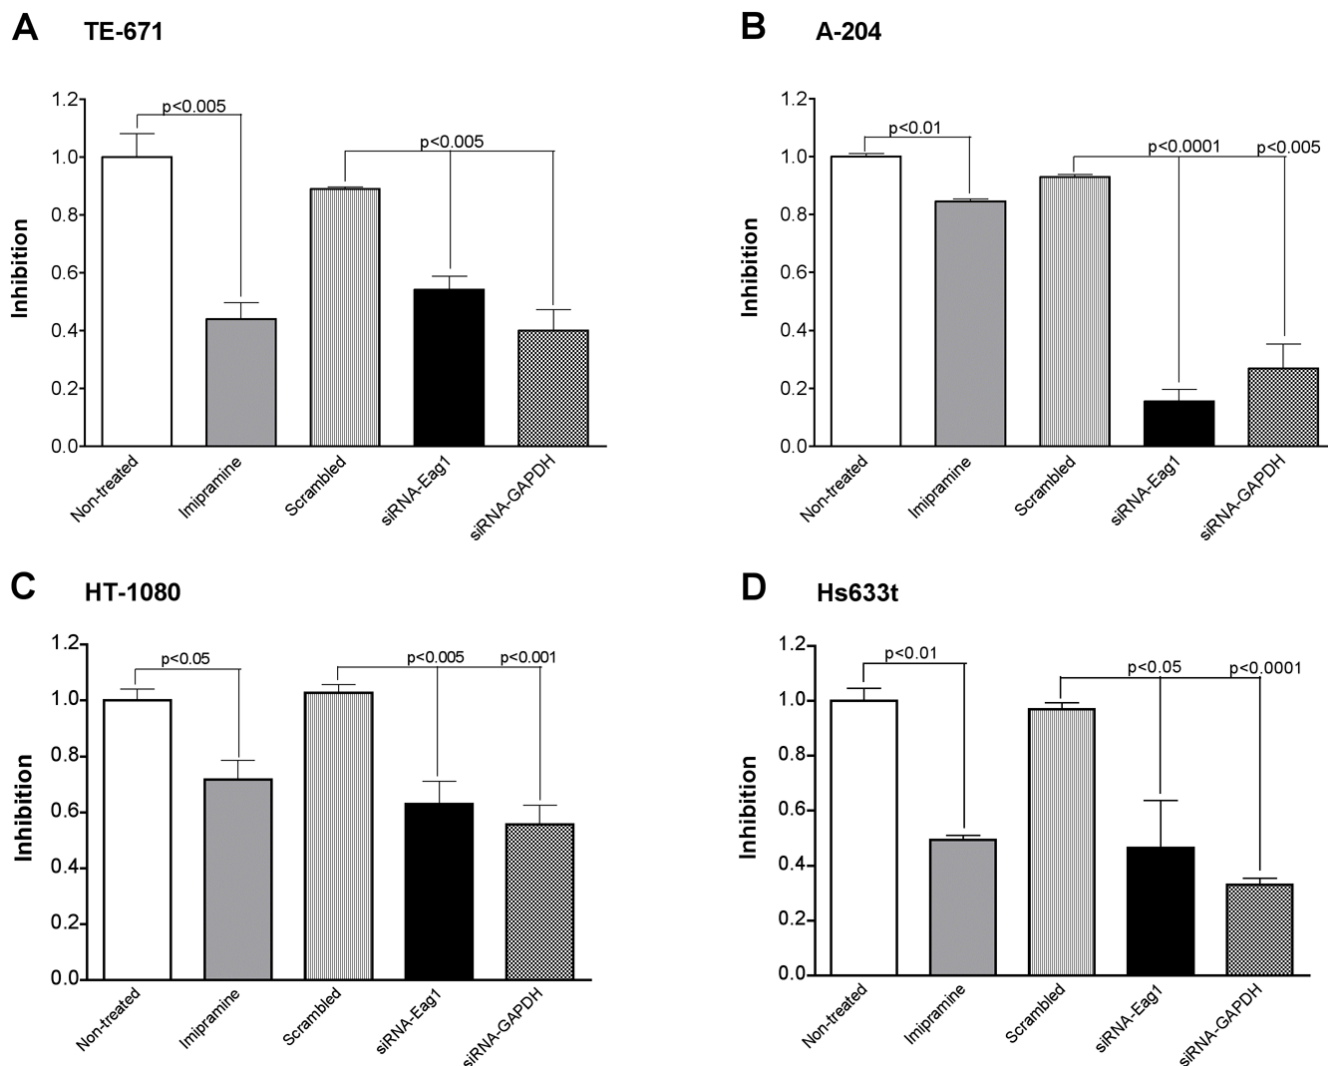 A TE-671
1.2
1.0
0.8
0.6
0.4
0.2
0.0
Inhibition
p<0.005
p<0.005
Non-treated
Imipramine
Scrambled
siRNA-Eag1
siRNA-GAPDH
B A-204
1.2
1.0
0.8
0.6
0.4
0.2
0.0
Inhibition
p<0.01
p<0.0001 p<0.005
Non-treated
Imipramine
Scrambled
siRNA-Eag1
siRNA-GAPDH
C HT-1080
1.2
1.0
0.8
0.6
0.4
0.2
0.0
Inhibition
p<0.05
p<0.005 p<0.001
Non-treated
Imipramine
Scrambled
siRNA-Eag1
siRNA-GAPDH
D Hs633t
1.2
1.0
0.8
0.6
0.4
0.2
0.0
Inhibition
p<0.01
p<0.05 p<0.0001
Non-treated
Imipramine
Scrambled
siRNA-Eag1
siRNA-GAPDH